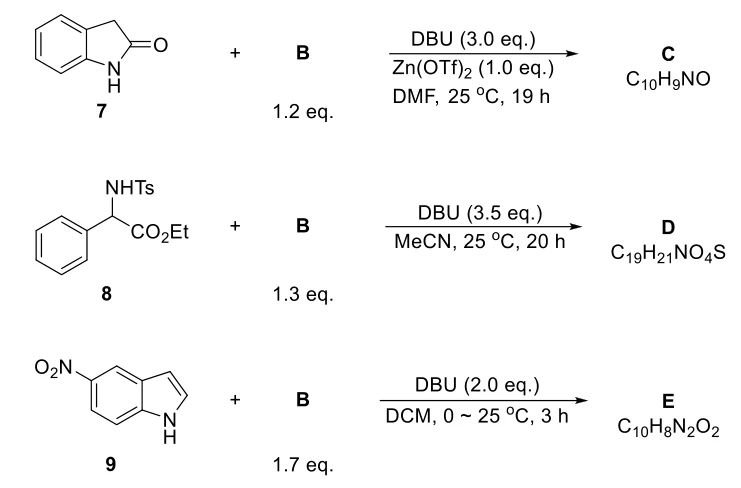 O
N
H
7
+
B
1.2 eq.
DBU (3.0 eq.)
Zn(OTf)₂ (1.0 eq.)
DMF, 25 °C, 19 h
C
C₁₀H₉NO
NHTs
CO₂Et
8
+
B
1.3 eq.
DBU (3.5 eq.)
MeCN, 25 °C, 20 h
D
C₁₉H₂₁NO₄S
O₂N
N
H
9
+
B
1.7 eq.
DBU (2.0 eq.)
DCM, 0 ~ 25 °C, 3 h
E
C₁₀H₈N₂O₂